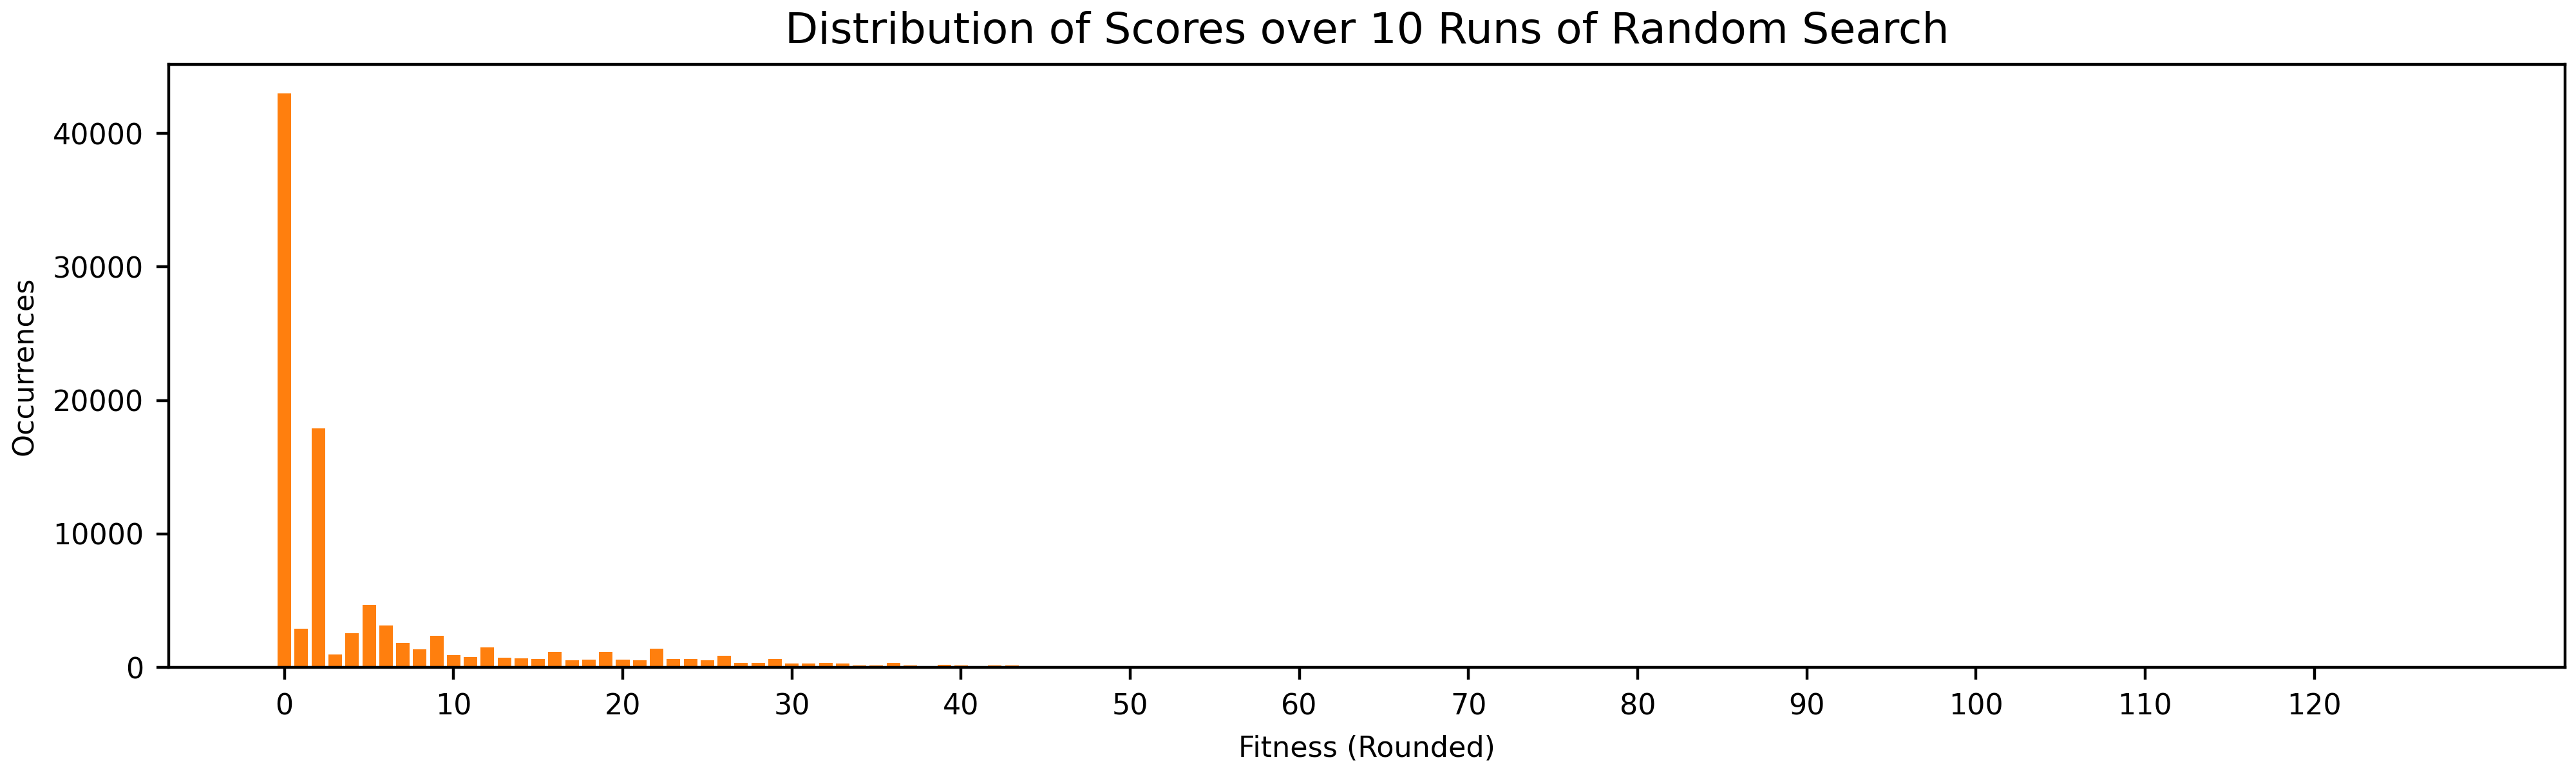 Distribution of Scores over 10 Runs of Random Search
Occurrences
40000
30000
20000
10000
0
0 10 20 30 40 50 60 70 80 90 100 110 120
Fitness (Rounded)